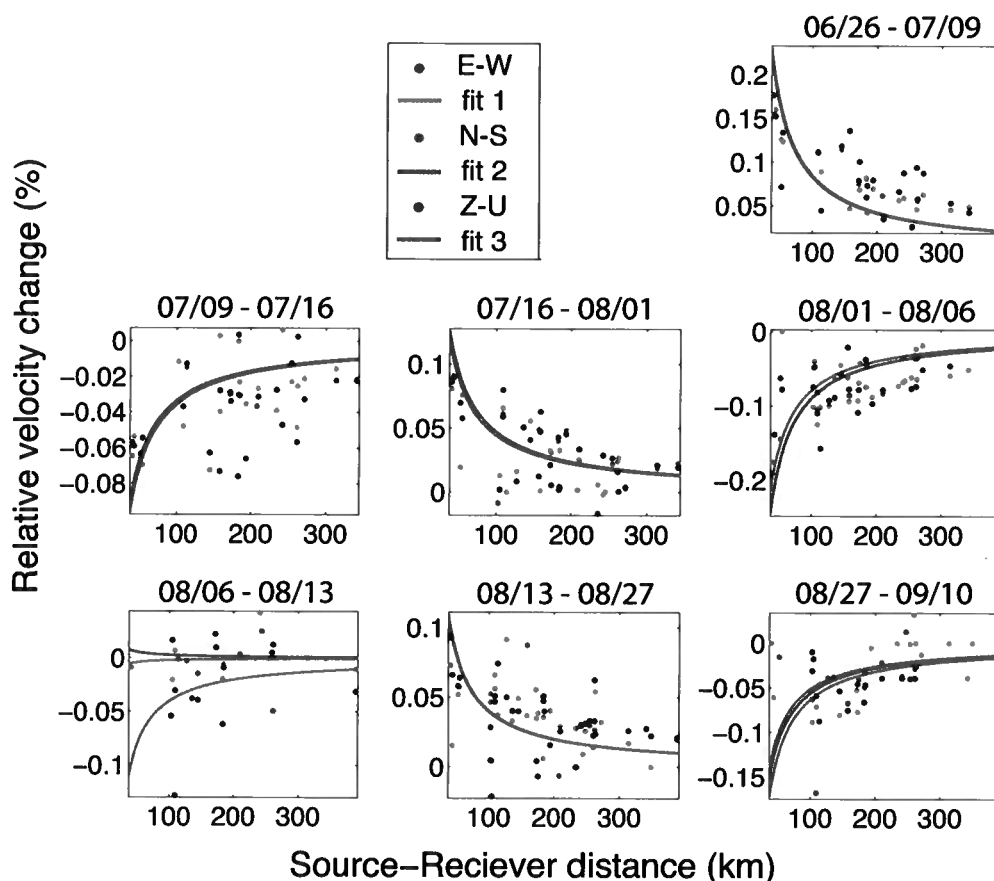 06/26 - 07/09
E-W
fit 1
N-S
fit 2
Z-U
fit 3
0.2
0.15
0.1
0.05
100 200 300
Relative velocity change (%)
07/09 - 07/16
0
−0.02
−0.04
−0.06
−0.08
100 200 300
07/16 - 08/01
0.1
0.05
0
100 200 300
08/01 - 08/06
0
−0.1
−0.2
100 200 300
08/06 - 08/13
0
−0.05
−0.1
100 200 300
08/13 - 08/27
0.1
0.05
0
100 200 300
08/27 - 09/10
0
−0.05
−0.1
−0.15
100 200 300
Source−Reciever distance (km)